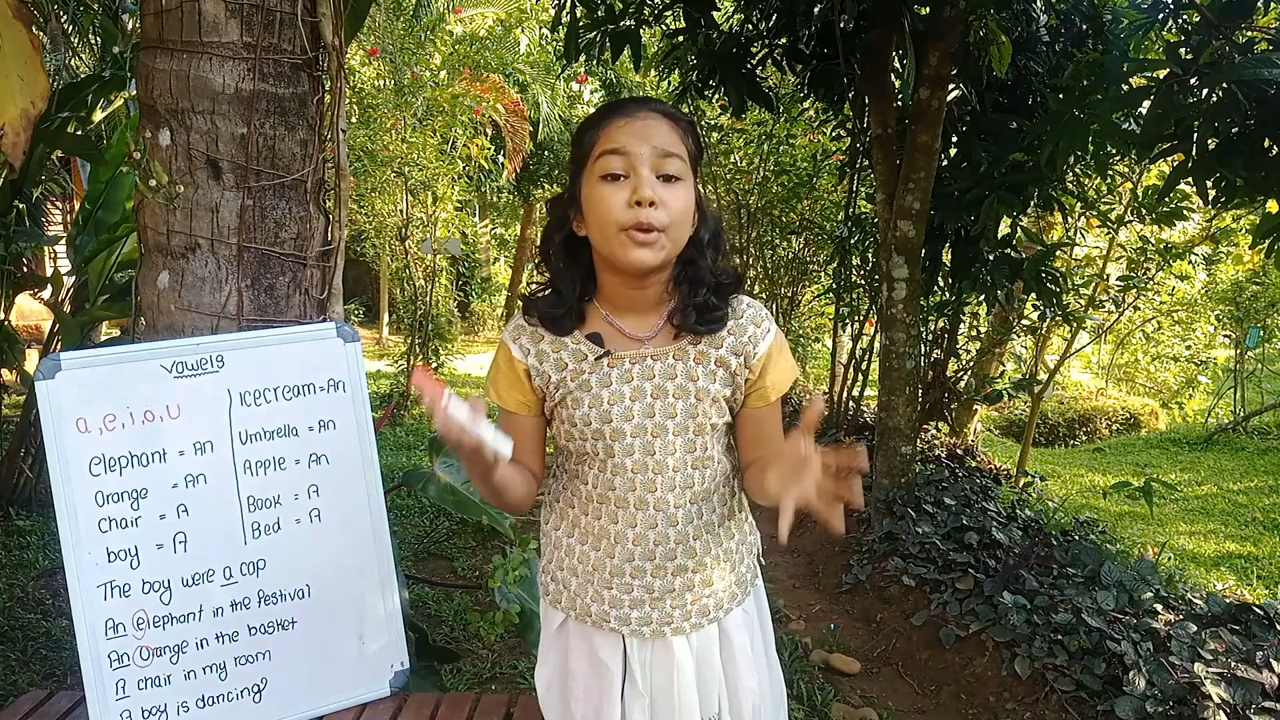 Vowels
a,e,i,o,u
elephant = An
Orange = An
Chair = A
boy = A
Icecream = An
Umbrella = An
Apple = An
Book = A
Bed = A
The boy were a cap
An elephant in the festival
An Orange in the basket
A chair in my room
A boy is dancing